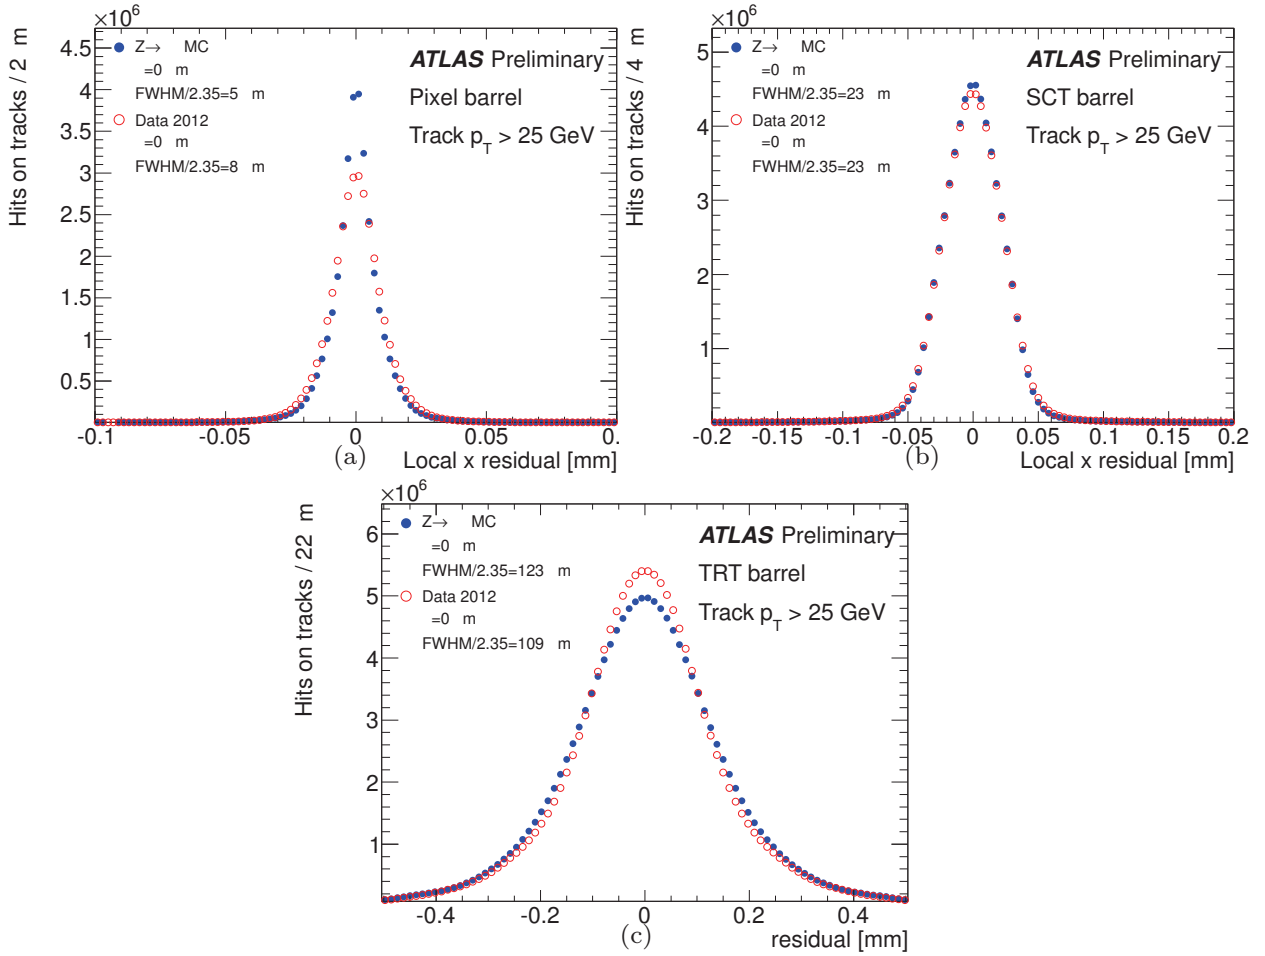 ×10⁶
Hits on tracks / 2 m
4.5
4
3.5
3
2.5
2
1.5
1
0.5
Z→ MC
=0 m
FWHM/2.35=5 m
Data 2012
=0 m
FWHM/2.35=8 m
ATLAS Preliminary
Pixel barrel
Track p_T > 25 GeV
-0.1 -0.05 0 0.05 0.
Local x residual [mm]
(a)
×10⁶
Hits on tracks / 4 m
5
4
3
2
1
Z→ MC
=0 m
FWHM/2.35=23 m
Data 2012
=0 m
FWHM/2.35=23 m
ATLAS Preliminary
SCT barrel
Track p_T > 25 GeV
-0.2 -0.15 -0.1 -0.05 0 0.05 0.1 0.15 0.2
Local x residual [mm]
(b)
×10⁶
Hits on tracks / 22 m
6
5
4
3
2
1
Z→ MC
=0 m
FWHM/2.35=123 m
Data 2012
=0 m
FWHM/2.35=109 m
ATLAS Preliminary
TRT barrel
Track p_T > 25 GeV
-0.4 -0.2 0 0.2 0.4
residual [mm]
(c)